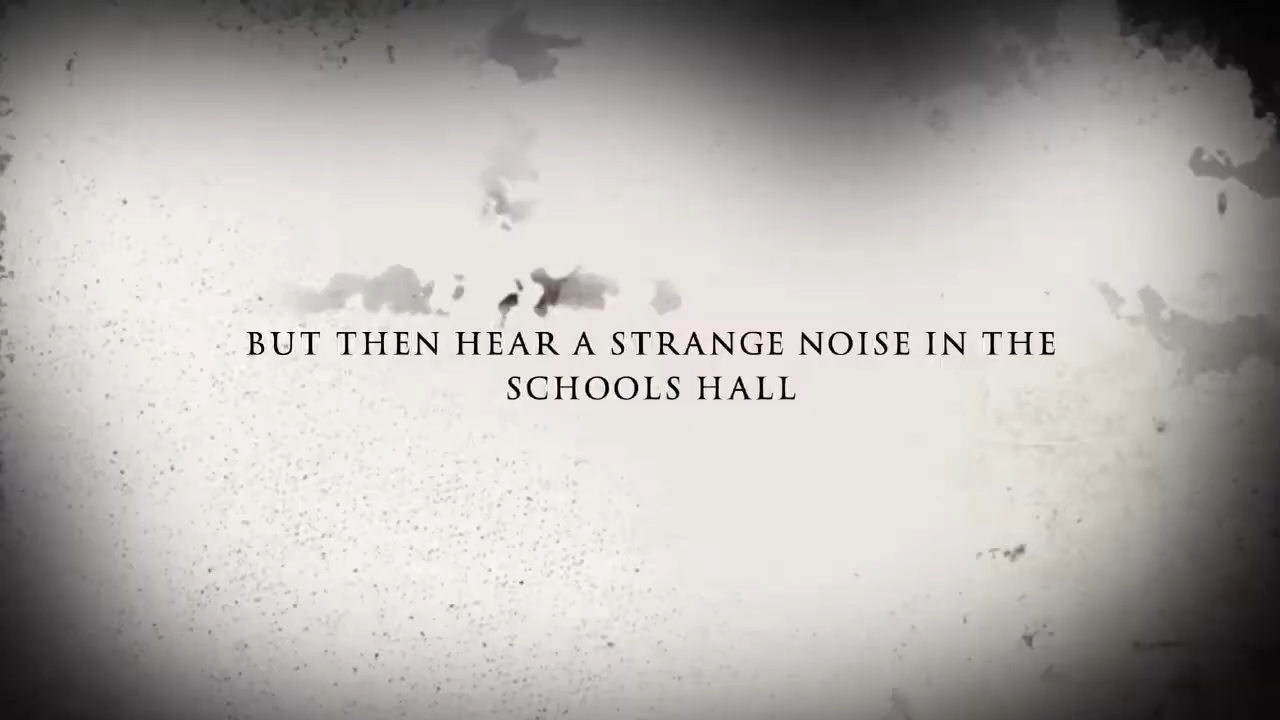 BUT THEN HEAR A STRANGE NOISE IN THE
SCHOOLS HALL